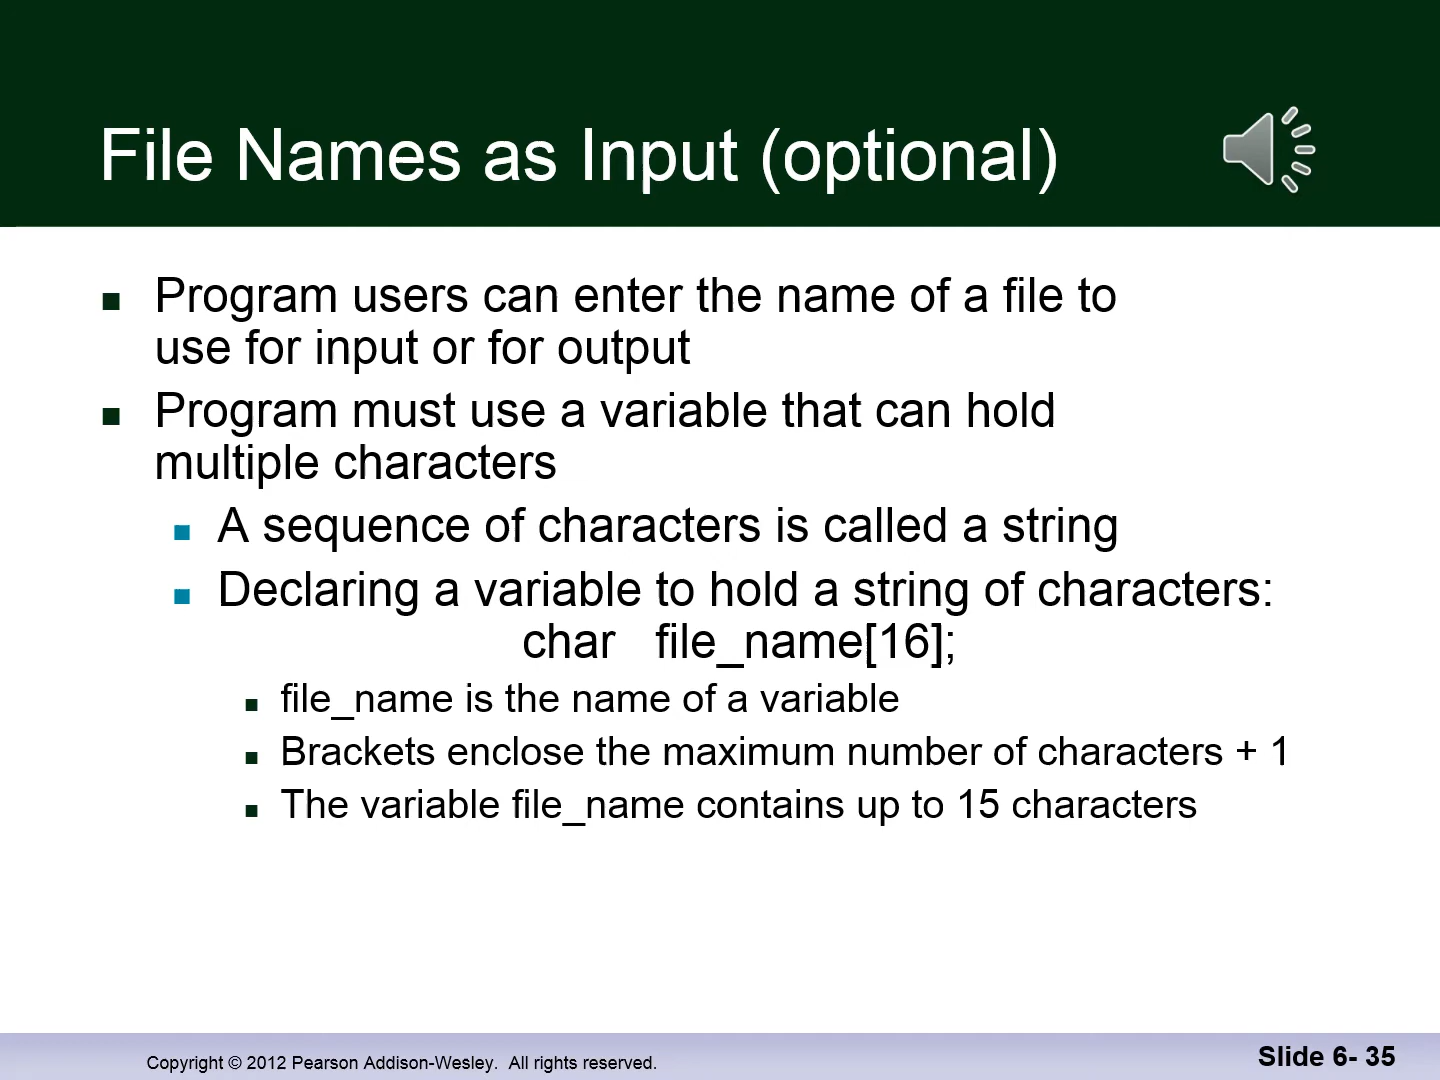 File Names as Input (optional)
Program users can enter the name of a file to
use for input or for output
Program must use a variable that can hold
multiple characters
A sequence of characters is called a string
Declaring a variable to hold a string of characters:
char file_name[16];
file_name is the name of a variable
Brackets enclose the maximum number of characters + 1
The variable file_name contains up to 15 characters
Copyright © 2012 Pearson Addison-Wesley. All rights reserved.
Slide 6- 35